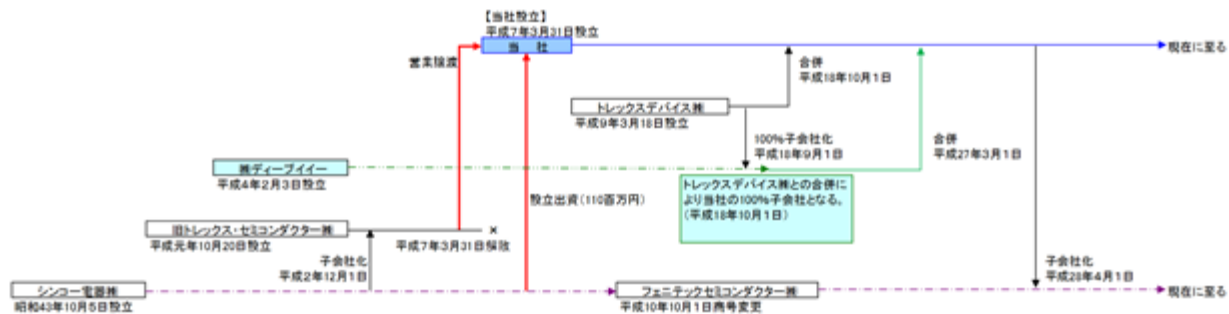 【当社設立】
平成7年3月31日設立
当 社
現在に至る
営業譲渡
合併
平成18年10月1日
トレックスデバイス㈱
平成9年3月18日設立
100%子会社化
平成18年9月1日
合併
平成27年3月1日
㈱ディーブイイー
平成4年2月3日設立
トレックスデバイス㈱との合併に
より当社の100%子会社となる。
(平成18年10月1日)
設立出資(110百万円)
旧トレックス・セミコンダクター㈱
×
平成元年10月20日設立
平成7年3月31日解散
子会社化
平成2年12月1日
子会社化
平成28年4月1日
シンコー電器㈱
フェニテックセミコンダクター㈱
現在に至る
昭和43年10月5日設立
平成10年10月1日商号変更